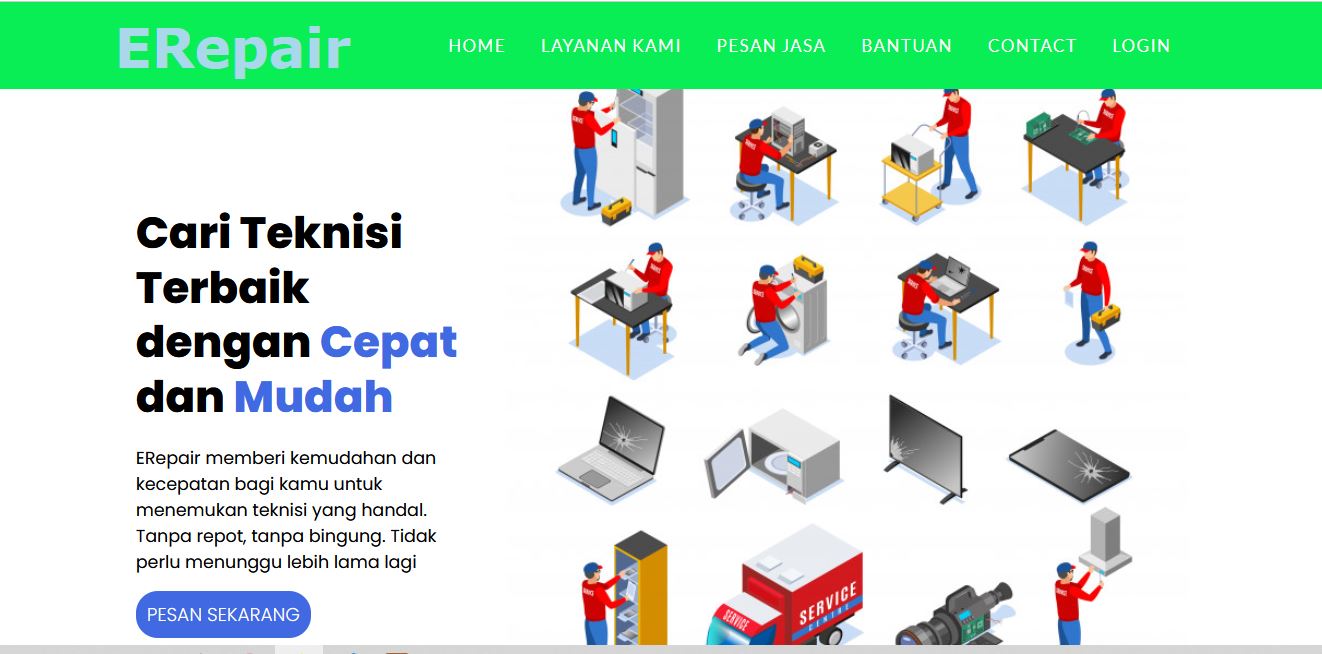 ERepair
HOME LAYANAN KAMI PESAN JASA BANTUAN CONTACT LOGIN
Cari Teknisi
Terbaik
dengan Cepat
dan Mudah
ERepair memberi kemudahan dan
kecepatan bagi kamu untuk
menemukan teknisi yang handal.
Tanpa repot, tanpa bingung. Tidak
perlu menunggu lebih lama lagi
PESAN SEKARANG
SERVICE
SERVICE
CENTRE